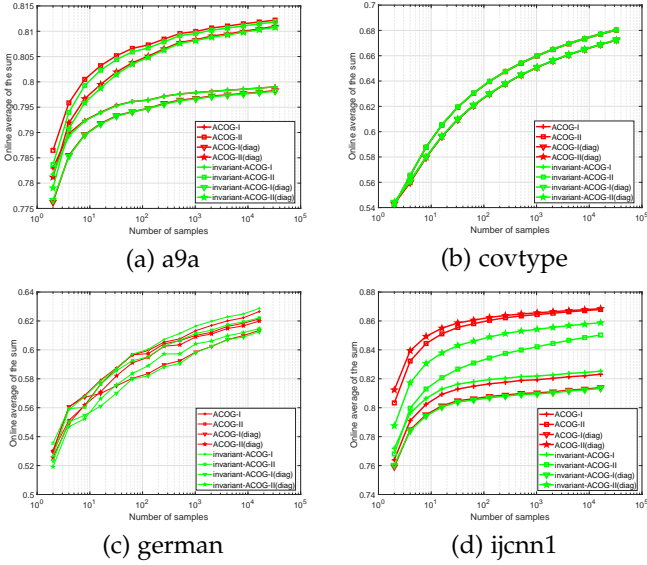 0.815
0.81
0.805
0.8
0.795
0.79
0.785
0.78
0.775
Online average of the sum
ACOG-I
ACOG-II
ACOG-I(diag)
ACOG-II(diag)
invariant-ACOG-I
invariant-ACOG-II
invariant-ACOG-I(diag)
invariant-ACOG-II(diag)
10^0 10^1 10^2 10^3 10^4 10^5
Number of samples
(a) a9a
0.7
0.68
0.66
0.64
0.62
0.6
0.58
0.56
0.54
Online average of the sum
ACOG-I
ACOG-II
ACOG-I(diag)
ACOG-II(diag)
invariant-ACOG-I
invariant-ACOG-II
invariant-ACOG-I(diag)
invariant-ACOG-II(diag)
10^0 10^1 10^2 10^3 10^4 10^5
Number of samples
(b) covtype
0.64
0.62
0.6
0.58
0.56
0.54
0.52
0.5
Online average of the sum
ACOG-I
ACOG-II
ACOG-I(diag)
ACOG-II(diag)
invariant-ACOG-I
invariant-ACOG-II
invariant-ACOG-I(diag)
invariant-ACOG-II(diag)
10^0 10^1 10^2 10^3 10^4 10^5
Number of samples
(c) german
0.88
0.86
0.84
0.82
0.8
0.78
0.76
0.74
Online average of the sum
ACOG-I
ACOG-II
ACOG-I(diag)
ACOG-II(diag)
invariant-ACOG-I
invariant-ACOG-II
invariant-ACOG-I(diag)
invariant-ACOG-II(diag)
10^0 10^1 10^2 10^3 10^4 10^5
Number of samples
(d) ijcnn1